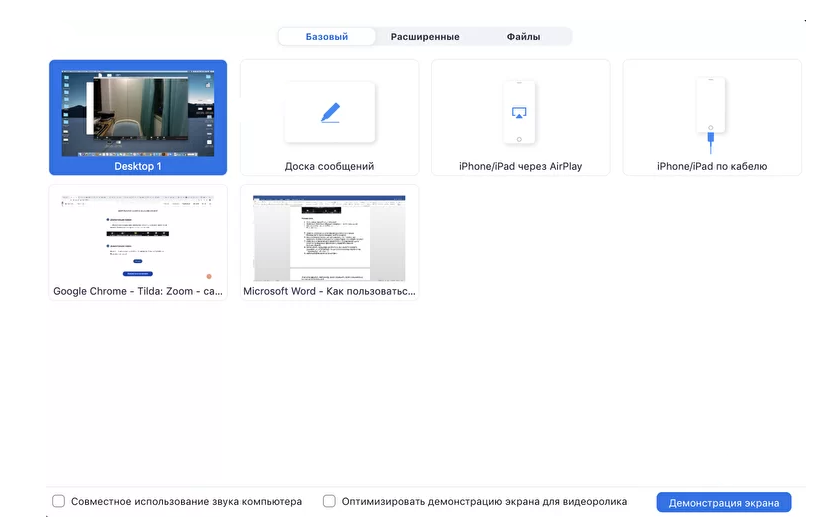 Базовый
Расширенные
Файлы
Desktop 1
Доска сообщений
iPhone/iPad через AirPlay
iPhone/iPad по кабелю
Google Chrome - Tilda: Zoom - ca...
Microsoft Word - Как пользоватьс...
Совместное использование звука компьютера
Оптимизировать демонстрацию экрана для видеоролика
Демонстрация экрана